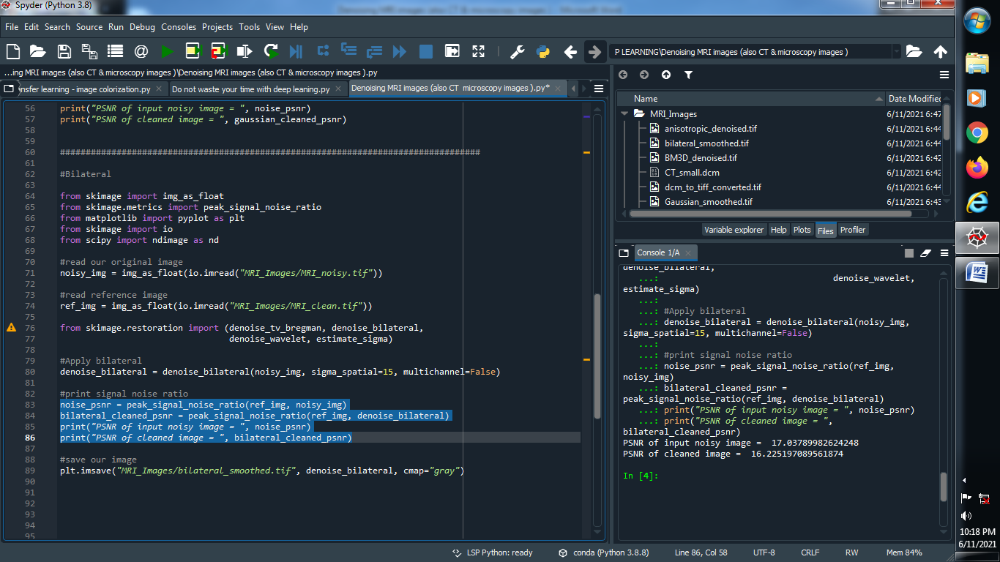 Spyder (Python 3.8)
File Edit Search Source Run Debug Consoles Projects Tools View Help
P LEARNING\Denoising MRI images (also CT & microscopy images )
...ing MRI images (also CT & microscopy images )\Denoising MRI images (also CT & microscopy images ).py
nsfer learning - image colorization.py
Do not waste your time with deep leaning.py
Denoising MRI images (also CT microscopy images ).py*
56 print("PSNR of input noisy image = ", noise_psnr)
57 print("PSNR of cleaned image = ", gaussian_cleaned_psnr)
58
59
60 ##################################################################################
61
62 #Bilateral
63
64 from skimage import img_as_float
65 from skimage.metrics import peak_signal_noise_ratio
66 from matplotlib import pyplot as plt
67 from skimage import io
68 from scipy import ndimage as nd
69
70 #read our original image
71 noisy_img = img_as_float(io.imread("MRI_Images/MRI_noisy.tif"))
72
73 #read reference image
74 ref_img = img_as_float(io.imread("MRI_Images/MRI_clean.tif"))
75
76 from skimage.restoration import (denoise_tv_bregman, denoise_bilateral,
77 denoise_wavelet, estimate_sigma)
78
79 #Apply bilateral
80 denoise_bilateral = denoise_bilateral(noisy_img, sigma_spatial=15, multichannel=False)
81
82 #print signal noise ratio
83 noise_psnr = peak_signal_noise_ratio(ref_img, noisy_img)
84 bilateral_cleaned_psnr = peak_signal_noise_ratio(ref_img, denoise_bilateral)
85 print("PSNR of input noisy image = ", noise_psnr)
86 print("PSNR of cleaned image = ", bilateral_cleaned_psnr)
87
88 #save our image
89 plt.imsave("MRI_Images/bilateral_smoothed.tif", denoise_bilateral, cmap="gray")
90
91
92
93
94
95
Name Date Modified
MRI_Images 6/11/2021 6:47
anisotropic_denoised.tif 6/11/2021 6:44
bilateral_smoothed.tif 6/11/2021 6:44
BM3D_denoised.tif 6/11/2021 6:42
CT_small.dcm 6/11/2021 6:42
dcm_to_tiff_converted.tif 6/11/2021 6:42
Gaussian_smoothed.tif 6/11/2021 6:43
Variable explorer Help Plots Files Profiler
Console 1/A
denoise_bilateral,
...: denoise_wavelet,
estimate_sigma)
...:
...: #Apply bilateral
...: denoise_bilateral = denoise_bilateral(noisy_img,
sigma_spatial=15, multichannel=False)
...:
...: #print signal noise ratio
...: noise_psnr = peak_signal_noise_ratio(ref_img,
noisy_img)
...: bilateral_cleaned_psnr =
peak_signal_noise_ratio(ref_img, denoise_bilateral)
...: print("PSNR of input noisy image = ", noise_psnr)
...: print("PSNR of cleaned image = ",
bilateral_cleaned_psnr)
PSNR of input noisy image = 17.03789982624248
PSNR of cleaned image = 16.225197089561874
In [4]:
LSP Python: ready conda (Python 3.8.8) Line 86, Col 58 UTF-8 CRLF RW Mem 84%
10:18 PM
6/11/2021